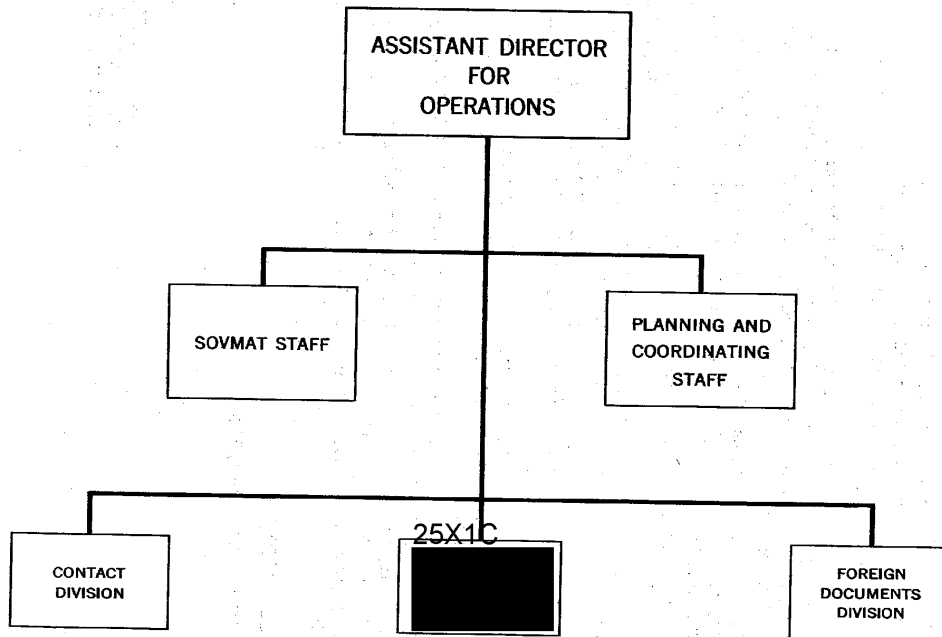 ASSISTANT DIRECTOR
FOR
OPERATIONS
SOVMAT STAFF
PLANNING AND
COORDINATING
STAFF
CONTACT
DIVISION
25X1C
FOREIGN
DOCUMENTS
DIVISION